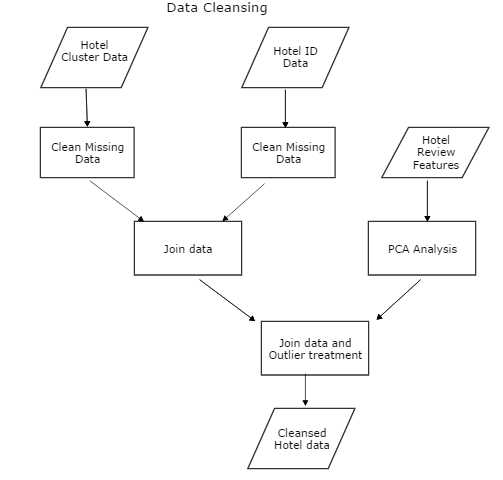 Data Cleansing
Hotel
Cluster Data
Hotel ID
Data
Clean Missing
Data
Clean Missing
Data
Hotel
Review
Features
Join data
PCA Analysis
Join data and
Outlier treatment
Cleansed
Hotel data